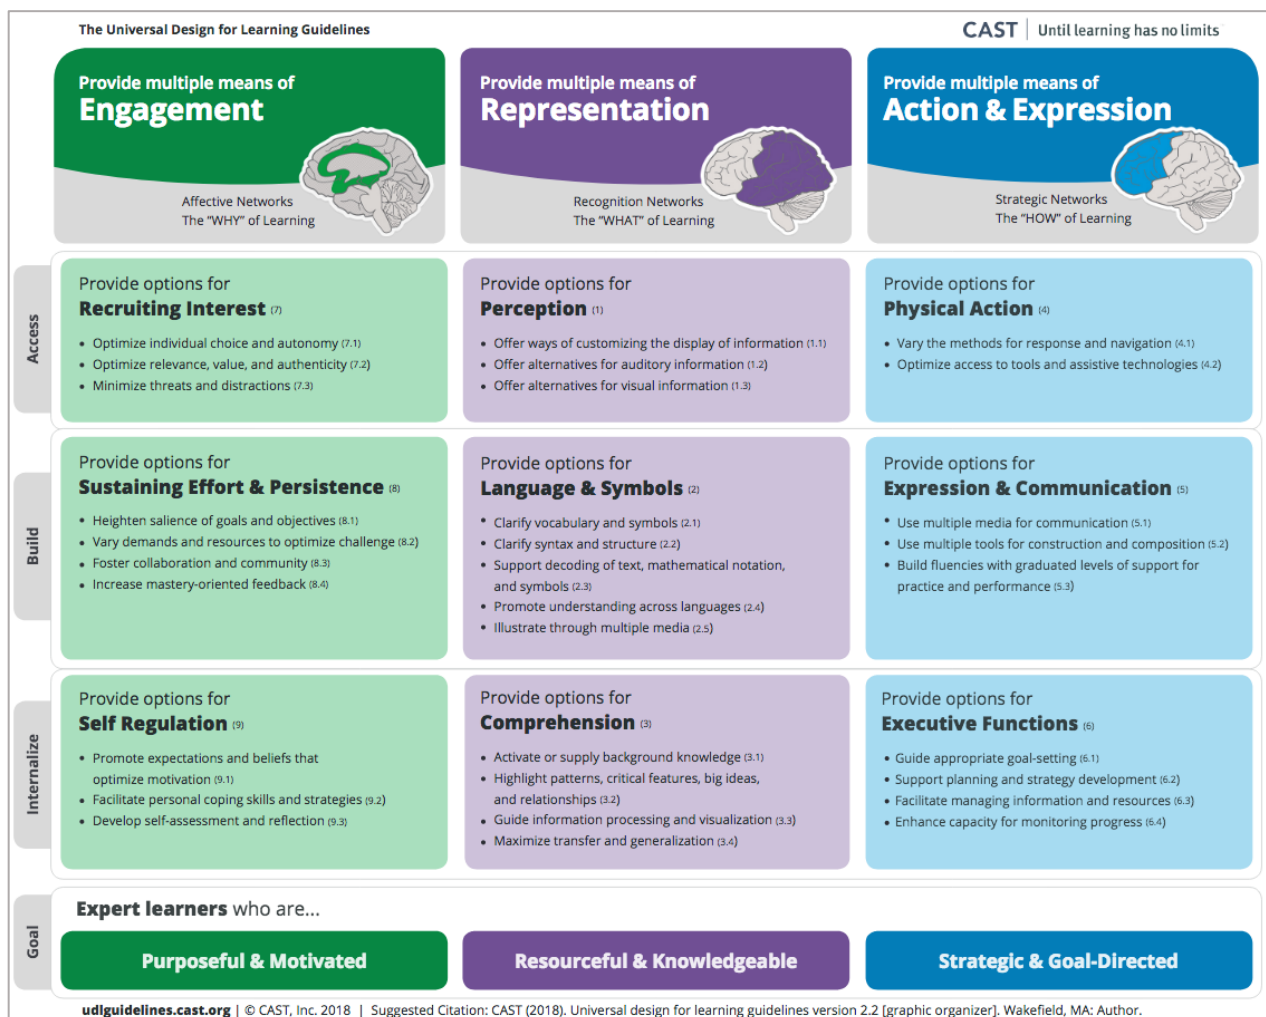 The Universal Design for Learning Guidelines
CAST | Until learning has no limits
Provide multiple means of
Engagement
Affective Networks
The "WHY" of Learning
Provide multiple means of
Representation
Recognition Networks
The "WHAT" of Learning
Provide multiple means of
Action & Expression
Strategic Networks
The "HOW" of Learning
Access
Provide options for
Recruiting Interest (7)
• Optimize individual choice and autonomy (7.1)
• Optimize relevance, value, and authenticity (7.2)
• Minimize threats and distractions (7.3)
Provide options for
Perception (1)
• Offer ways of customizing the display of information (1.1)
• Offer alternatives for auditory information (1.2)
• Offer alternatives for visual information (1.3)
Provide options for
Physical Action (4)
• Vary the methods for response and navigation (4.1)
• Optimize access to tools and assistive technologies (4.2)
Build
Provide options for
Sustaining Effort & Persistence (8)
• Heighten salience of goals and objectives (8.1)
• Vary demands and resources to optimize challenge (8.2)
• Foster collaboration and community (8.3)
• Increase mastery-oriented feedback (8.4)
Provide options for
Language & Symbols (2)
• Clarify vocabulary and symbols (2.1)
• Clarify syntax and structure (2.2)
• Support decoding of text, mathematical notation,
and symbols (2.3)
• Promote understanding across languages (2.4)
• Illustrate through multiple media (2.5)
Provide options for
Expression & Communication (5)
• Use multiple media for communication (5.1)
• Use multiple tools for construction and composition (5.2)
• Build fluencies with graduated levels of support for
practice and performance (5.3)
Internalize
Provide options for
Self Regulation (9)
• Promote expectations and beliefs that
optimize motivation (9.1)
• Facilitate personal coping skills and strategies (9.2)
• Develop self-assessment and reflection (9.3)
Provide options for
Comprehension (3)
• Activate or supply background knowledge (3.1)
• Highlight patterns, critical features, big ideas,
and relationships (3.2)
• Guide information processing and visualization (3.3)
• Maximize transfer and generalization (3.4)
Provide options for
Executive Functions (6)
• Guide appropriate goal-setting (6.1)
• Support planning and strategy development (6.2)
• Facilitate managing information and resources (6.3)
• Enhance capacity for monitoring progress (6.4)
Goal
Expert learners who are...
Purposeful & Motivated
Resourceful & Knowledgeable
Strategic & Goal-Directed
udlguidelines.cast.org | © CAST, Inc. 2018 | Suggested Citation: CAST (2018). Universal design for learning guidelines version 2.2 [graphic organizer]. Wakefield, MA: Author.